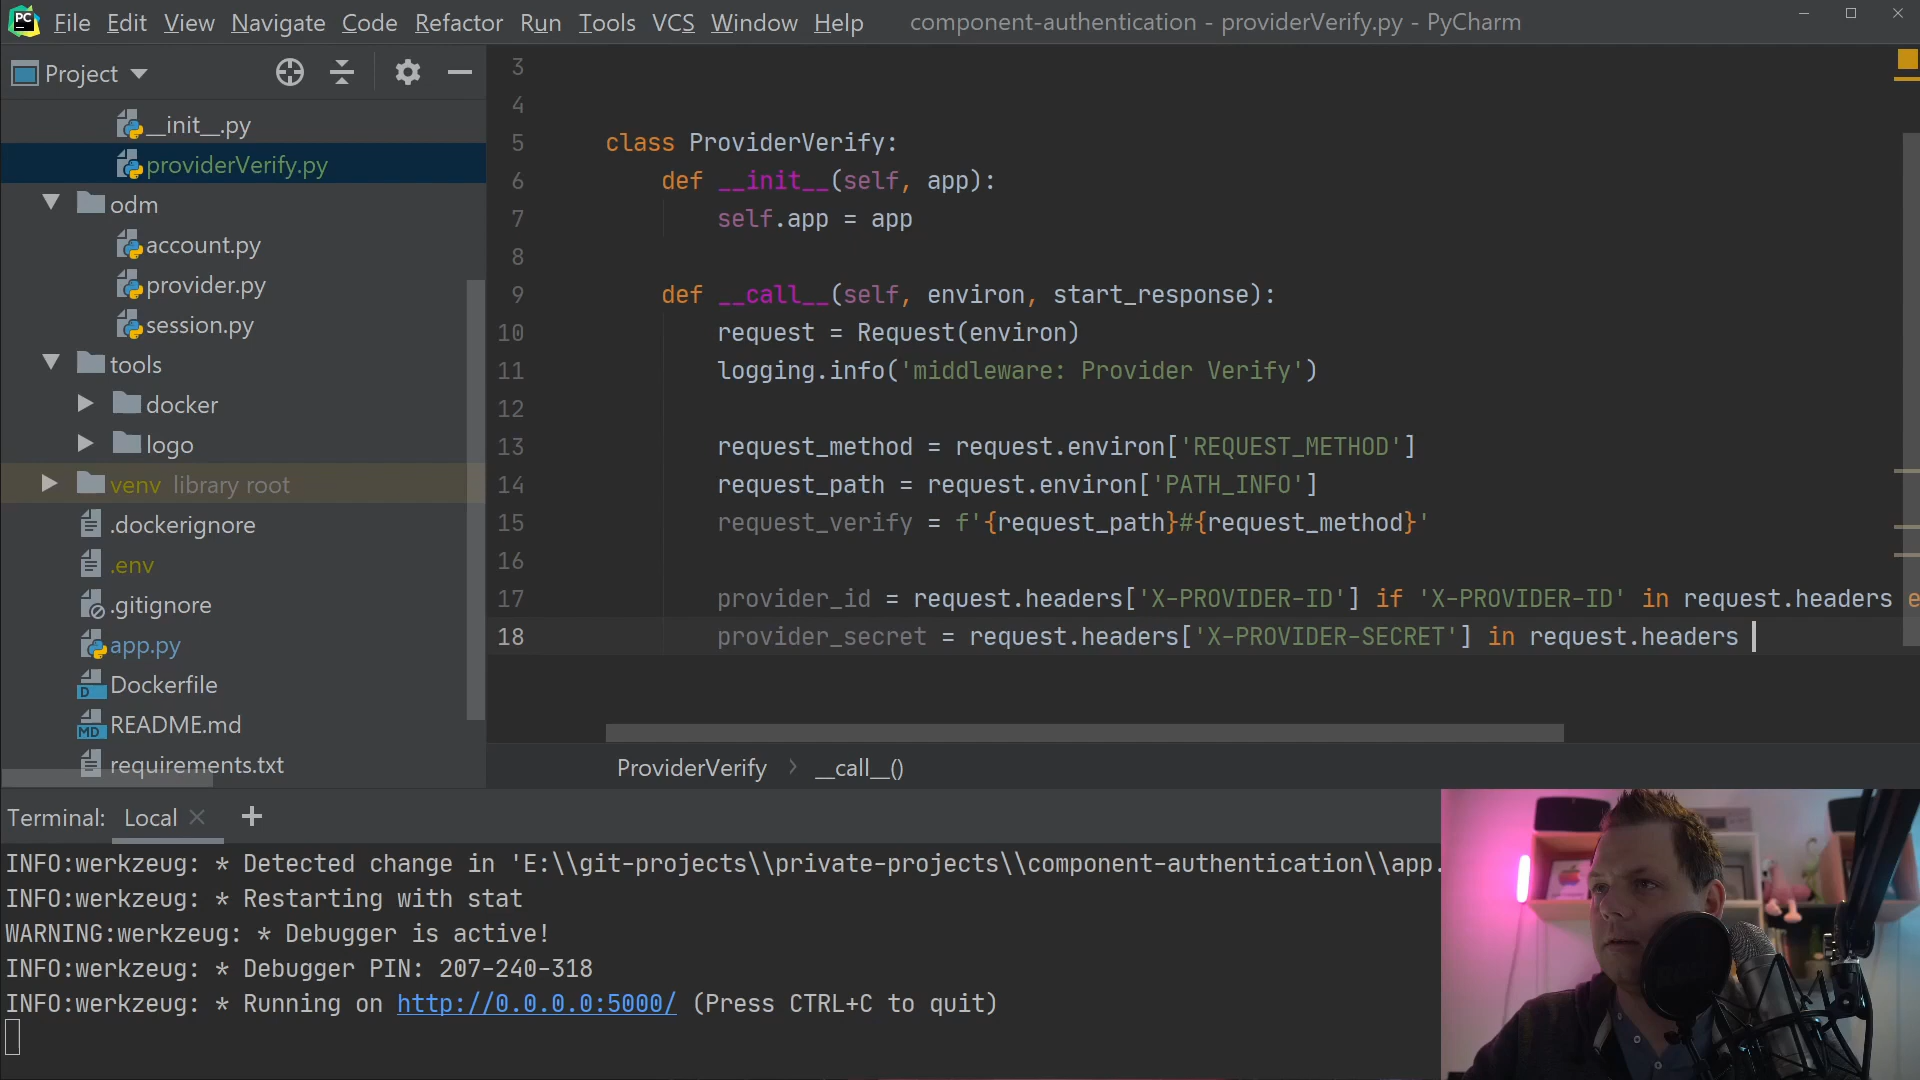 PC File Edit View Navigate Code Refactor Run Tools VCS Window Help component-authentication - providerVerify.py - PyCharm
Project
__init__.py
providerVerify.py
odm
account.py
provider.py
session.py
tools
docker
logo
venv library root
.dockerignore
.env
.gitignore
app.py
Dockerfile
README.md
requirements.txt
3
4
5 class ProviderVerify:
6 def __init__(self, app):
7 self.app = app
8
9 def __call__(self, environ, start_response):
10 request = Request(environ)
11 logging.info('middleware: Provider Verify')
12
13 request_method = request.environ['REQUEST_METHOD']
14 request_path = request.environ['PATH_INFO']
15 request_verify = f'{request_path}#{request_method}'
16
17 provider_id = request.headers['X-PROVIDER-ID'] if 'X-PROVIDER-ID' in request.headers e
18 provider_secret = request.headers['X-PROVIDER-SECRET'] in request.headers
ProviderVerify > __call__()
Terminal: Local × +
INFO:werkzeug: * Detected change in 'E:\\git-projects\\private-projects\\component-authentication\\app.
INFO:werkzeug: * Restarting with stat
WARNING:werkzeug: * Debugger is active!
INFO:werkzeug: * Debugger PIN: 207-240-318
INFO:werkzeug: * Running on http://0.0.0.0:5000/ (Press CTRL+C to quit)